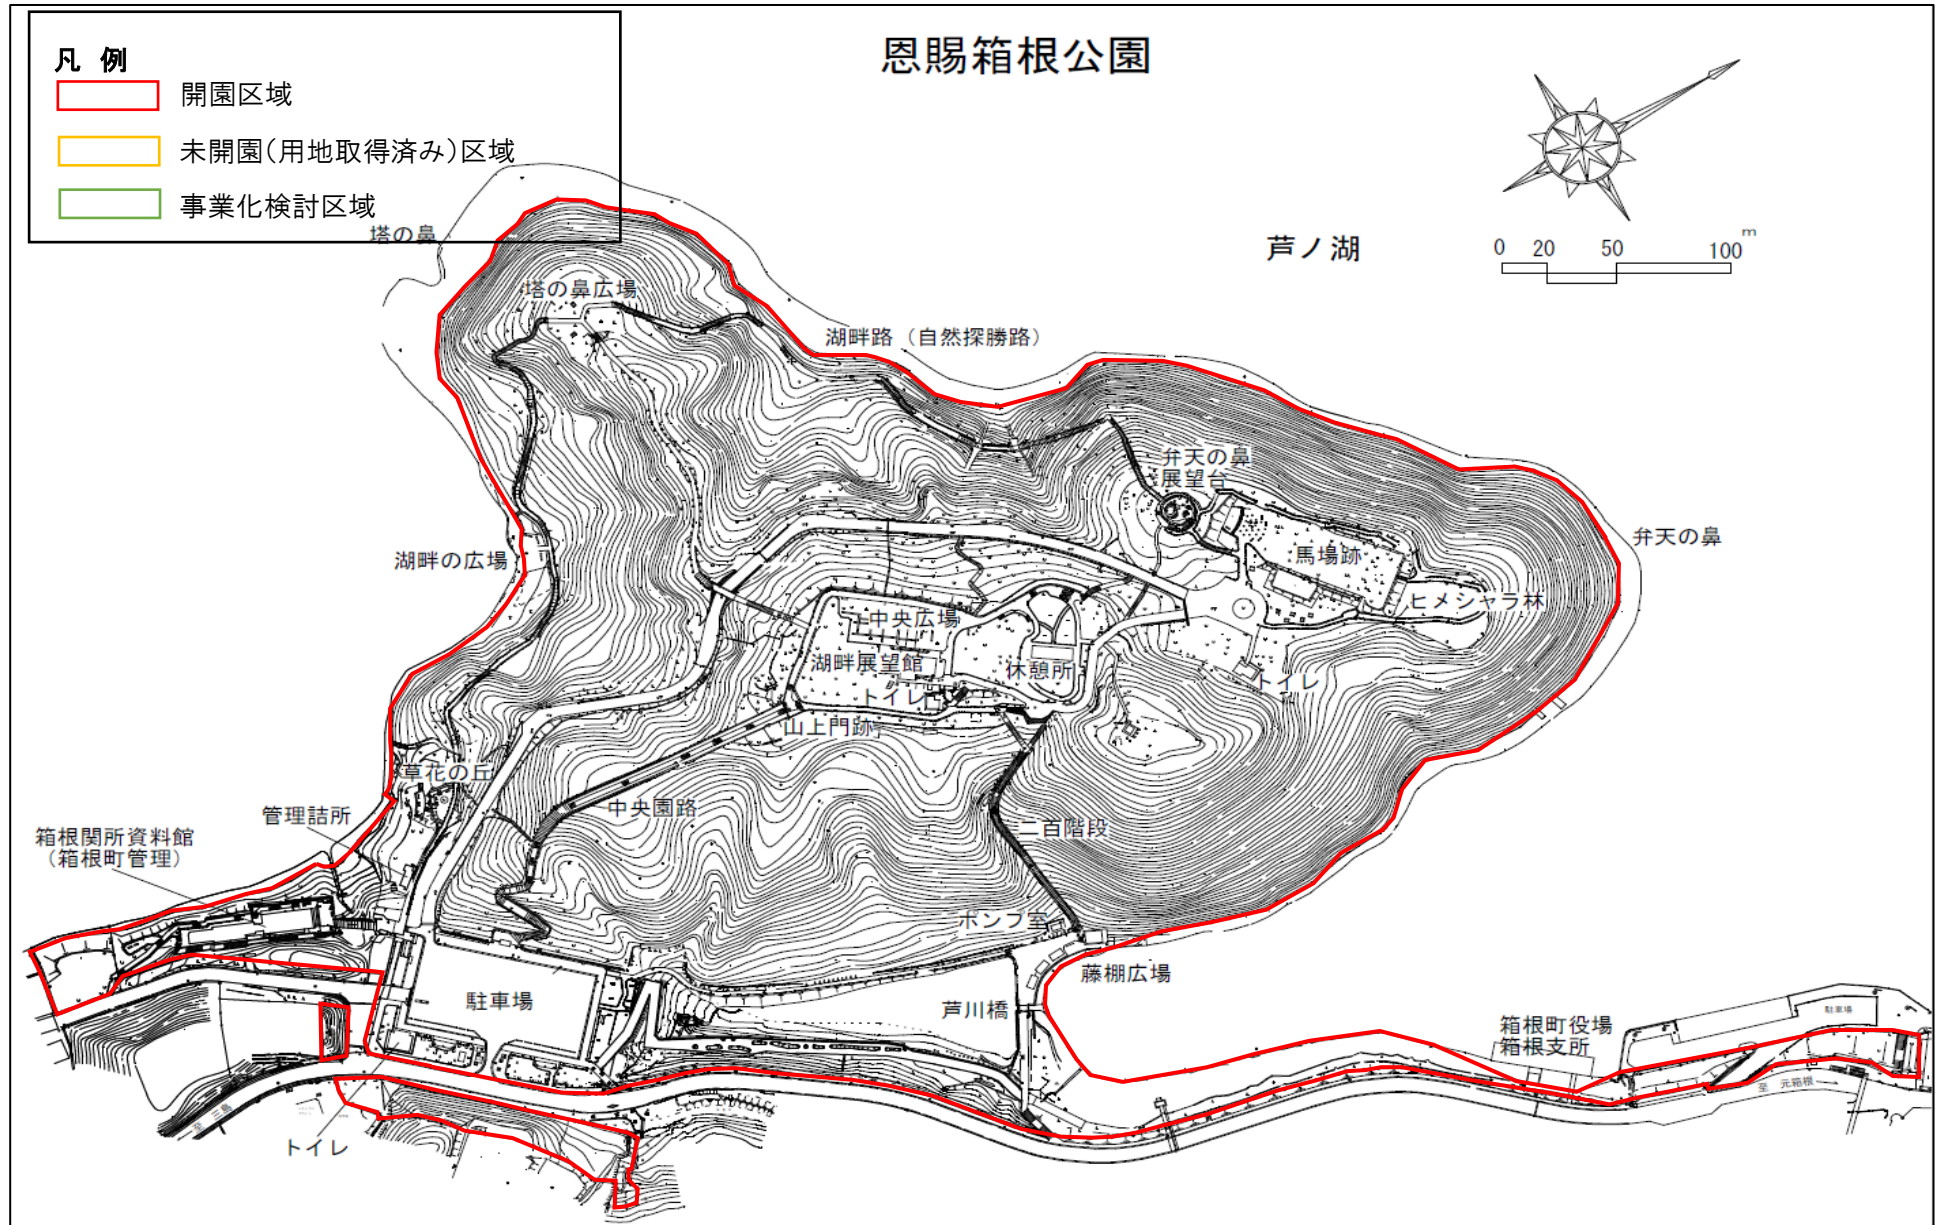 恩賜箱根公園
凡 例
開園区域
未開園(用地取得済み)区域
事業化検討区域
芦ノ湖
0 20 50 100 m
塔の鼻
塔の鼻広場
湖畔路（自然探勝路）
弁天の鼻
展望台
弁天の鼻
馬場跡
ヒメシャラ林
湖畔の広場
中央広場
湖畔展望館
休憩所
トイレ
トイレ
山上門跡
草花の丘
中央園路
管理詰所
二百階段
箱根関所資料館
（箱根町管理）
ポンプ室
藤棚広場
駐車場
芦川橋
箱根町役場
箱根支所
駐車場
至 元箱根
トイレ